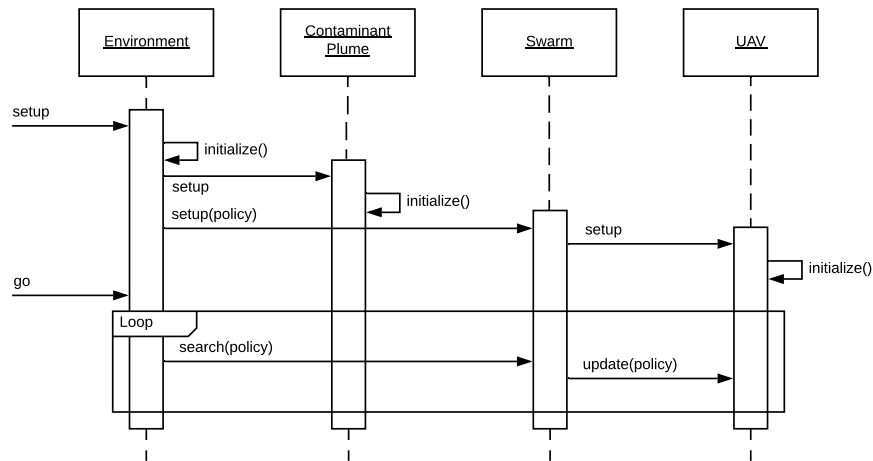 Environment
Contaminant
Plume
Swarm
UAV
setup
initialize()
setup
initialize()
setup(policy)
setup
initialize()
go
Loop
search(policy)
update(policy)